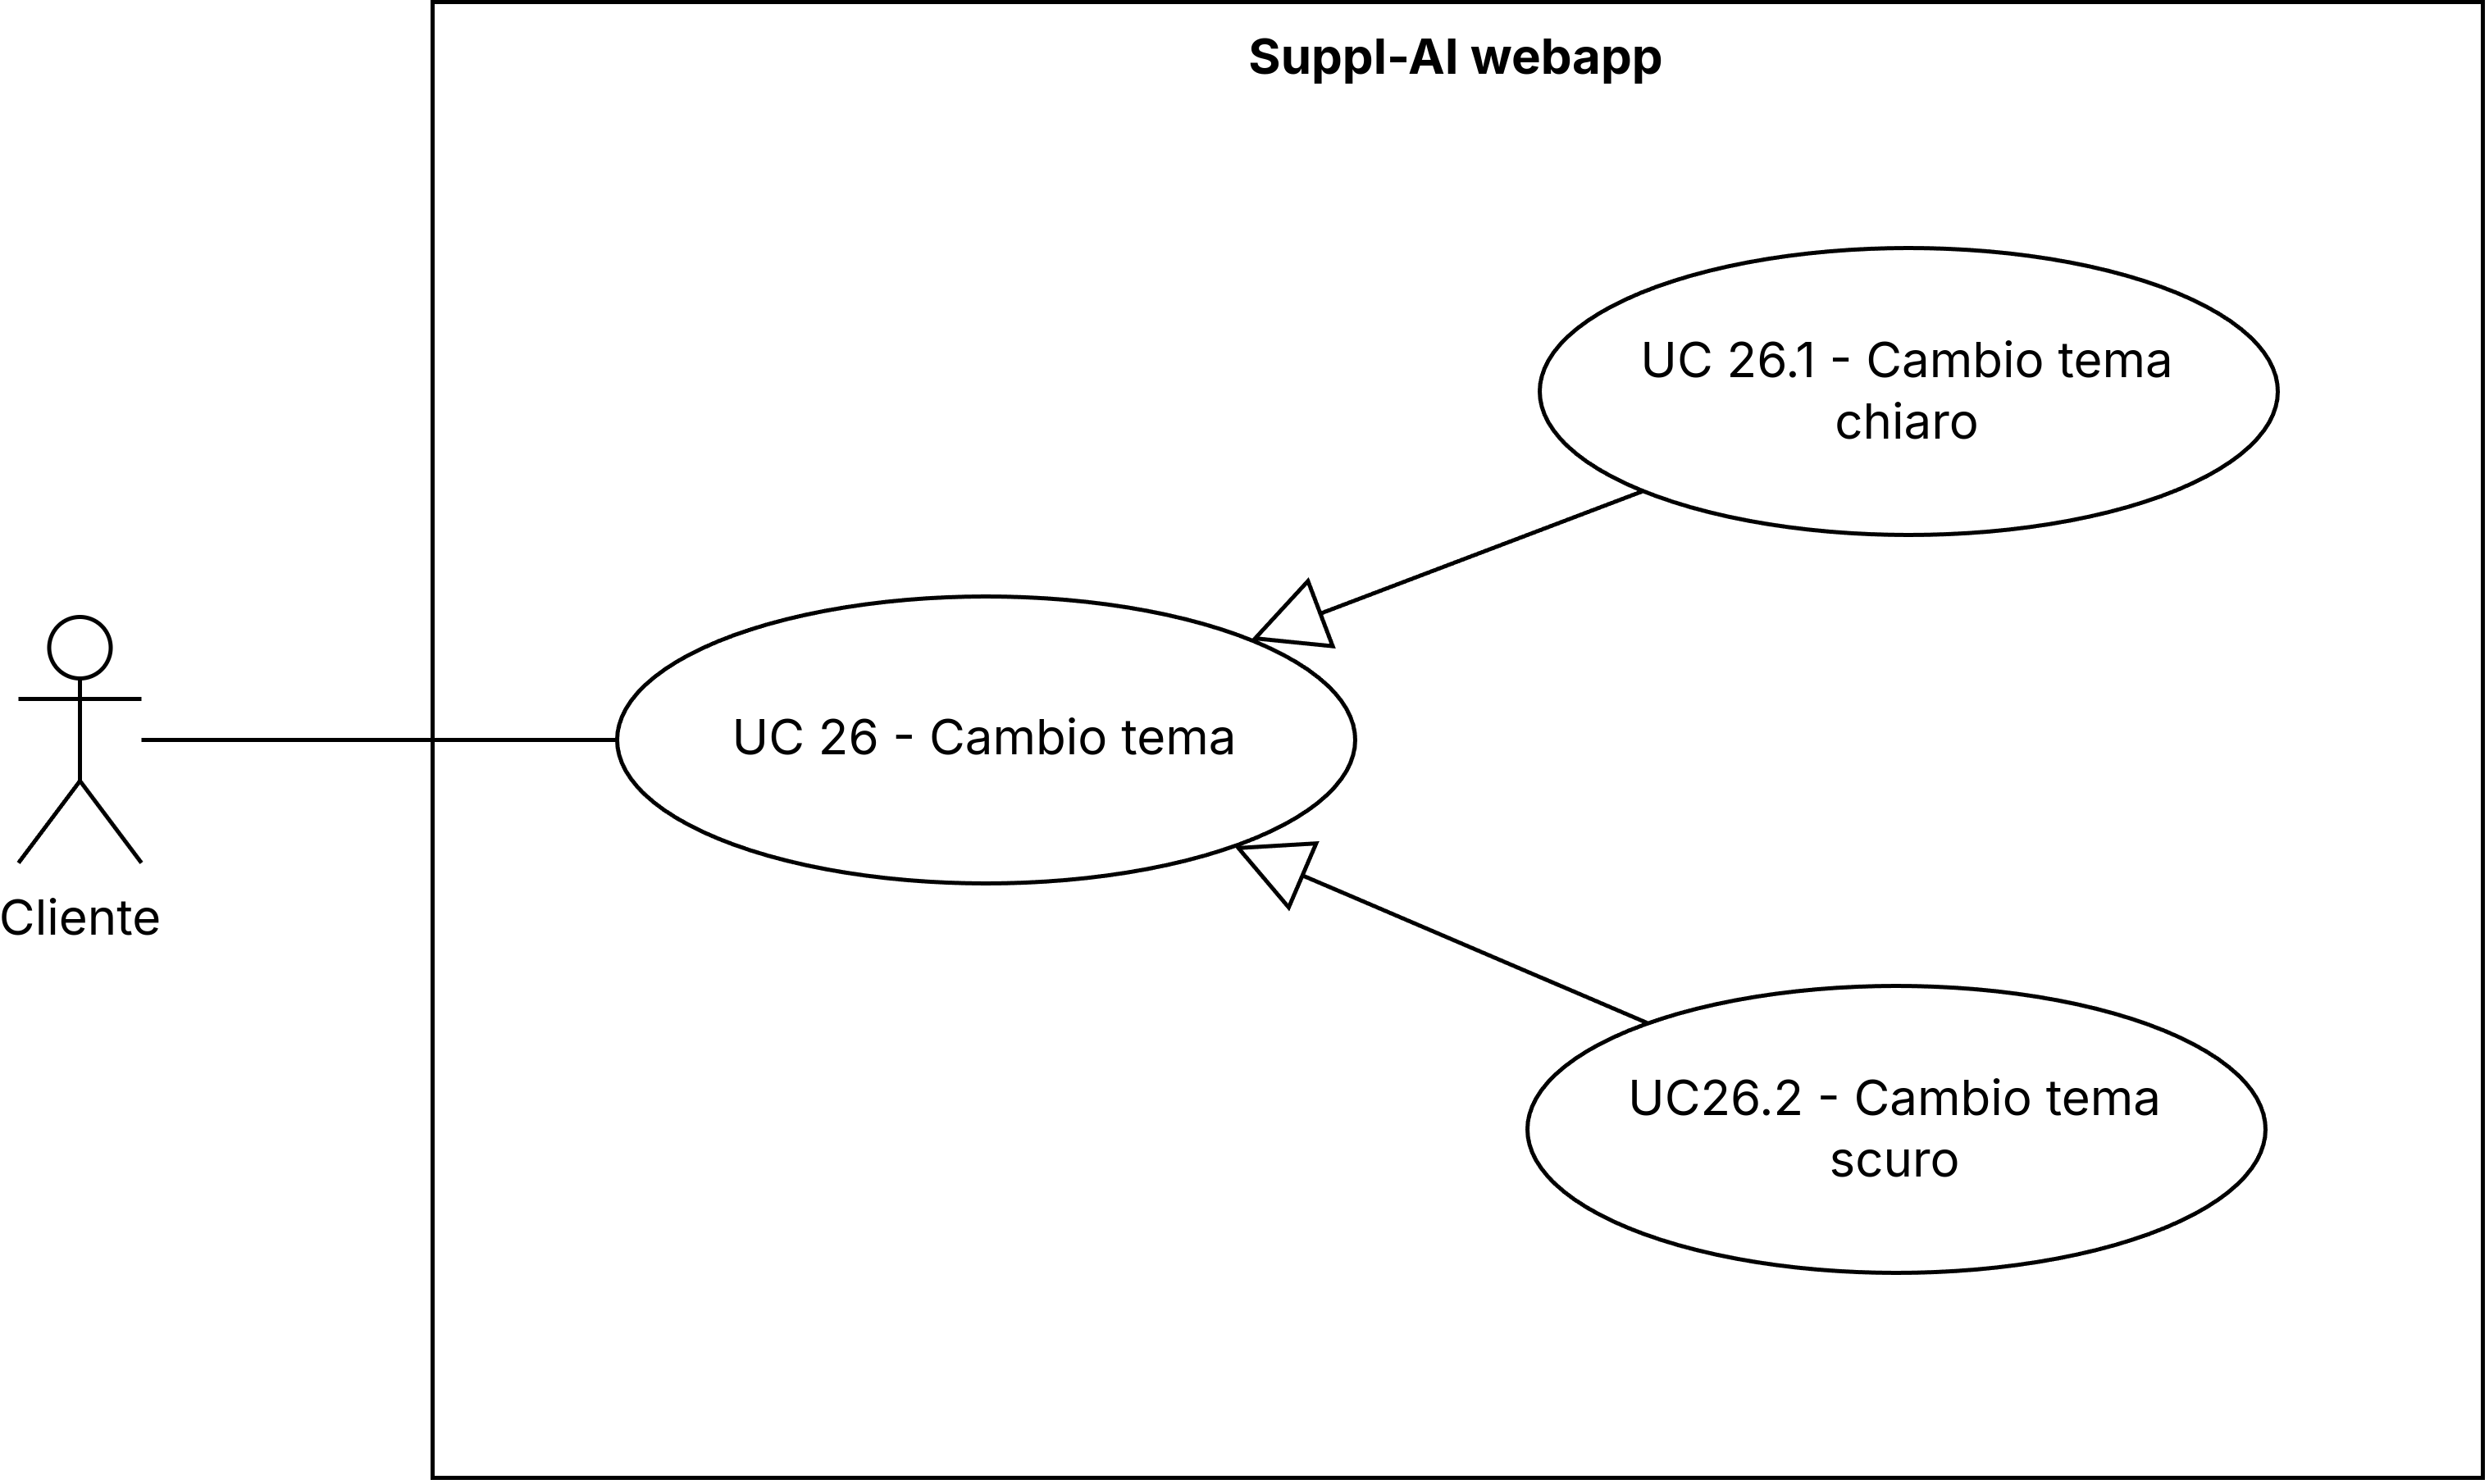 Suppl-AI webapp
UC 26.1 - Cambio tema
chiaro
UC 26 - Cambio tema
Cliente
UC26.2 - Cambio tema
scuro